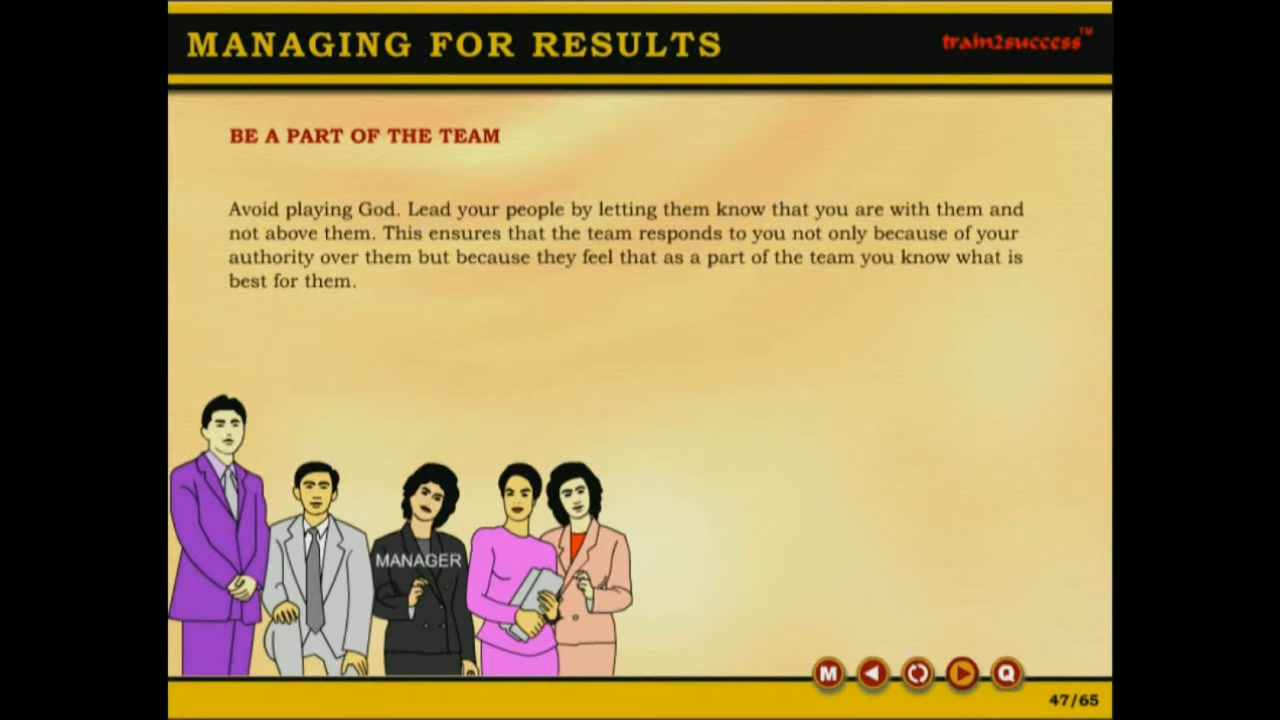 MANAGING FOR RESULTS
train2success™
BE A PART OF THE TEAM
Avoid playing God. Lead your people by letting them know that you are with them and
not above them. This ensures that the team responds to you not only because of your
authority over them but because they feel that as a part of the team you know what is
best for them.
MANAGER
M
Q
47/65